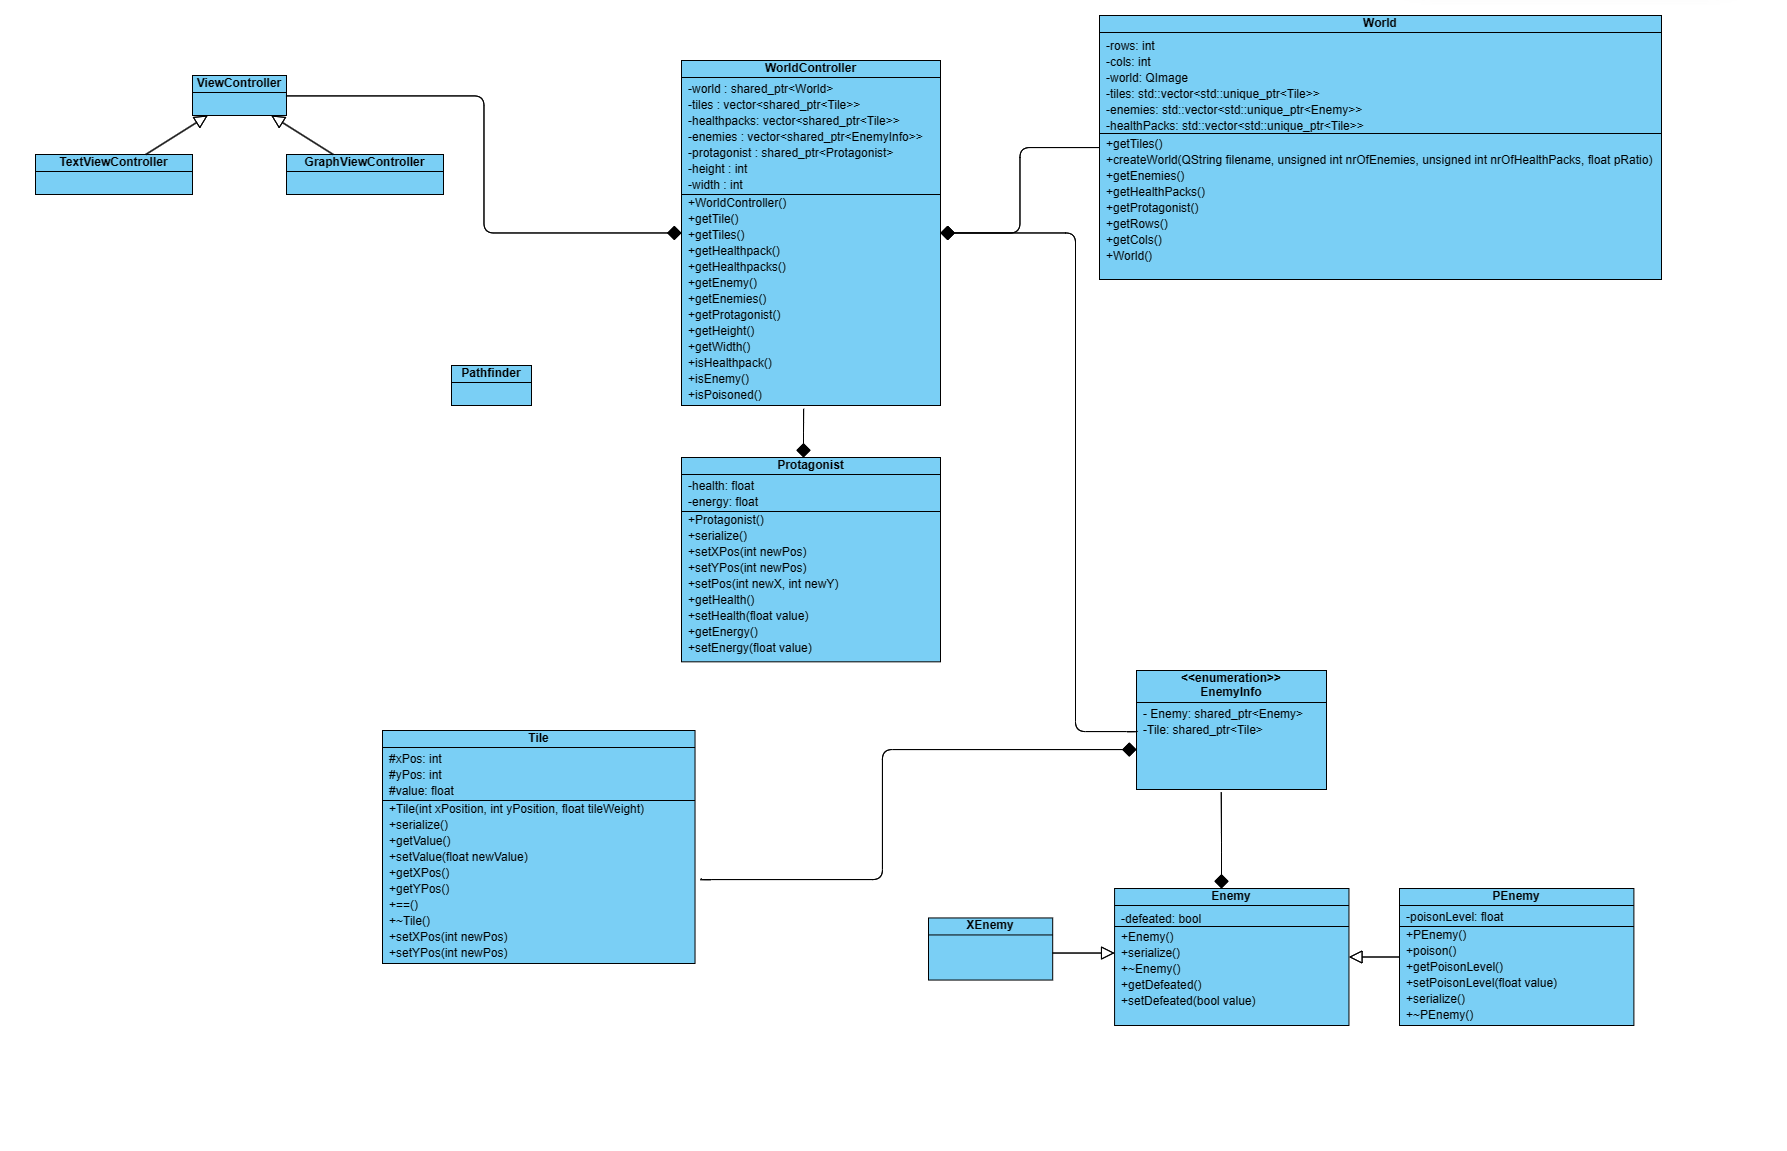 ViewController
TextViewController
GraphViewController
WorldController
-world : shared_ptr<World>
-tiles : vector<shared_ptr<Tile>>
-healthpacks: vector<shared_ptr<Tile>>
-enemies : vector<shared_ptr<EnemyInfo>>
-protagonist : shared_ptr<Protagonist>
-height : int
-width : int
+WorldController()
+getTile()
+getTiles()
+getHealthpack()
+getHealthpacks()
+getEnemy()
+getEnemies()
+getProtagonist()
+getHeight()
+getWidth()
+isHealthpack()
+isEnemy()
+isPoisoned()
World
-rows: int
-cols: int
-world: QImage
-tiles: std::vector<std::unique_ptr<Tile>>
-enemies: std::vector<std::unique_ptr<Enemy>>
-healthPacks: std::vector<std::unique_ptr<Tile>>
+getTiles()
+createWorld(QString filename, unsigned int nrOfEnemies, unsigned int nrOfHealthPacks, float pRatio)
+getEnemies()
+getHealthPacks()
+getProtagonist()
+getRows()
+getCols()
+World()
Pathfinder
Protagonist
-health: float
-energy: float
+Protagonist()
+serialize()
+setXPos(int newPos)
+setYPos(int newPos)
+setPos(int newX, int newY)
+getHealth()
+setHealth(float value)
+getEnergy()
+setEnergy(float value)
<<enumeration>>
EnemyInfo
- Enemy: shared_ptr<Enemy>
-Tile: shared_ptr<Tile>
Tile
#xPos: int
#yPos: int
#value: float
+Tile(int xPosition, int yPosition, float tileWeight)
+serialize()
+getValue()
+setValue(float newValue)
+getXPos()
+getYPos()
+==()
+~Tile()
+setXPos(int newPos)
+setYPos(int newPos)
XEnemy
Enemy
-defeated: bool
+Enemy()
+serialize()
+~Enemy()
+getDefeated()
+setDefeated(bool value)
PEnemy
-poisonLevel: float
+PEnemy()
+poison()
+getPoisonLevel()
+setPoisonLevel(float value)
+serialize()
+~PEnemy()